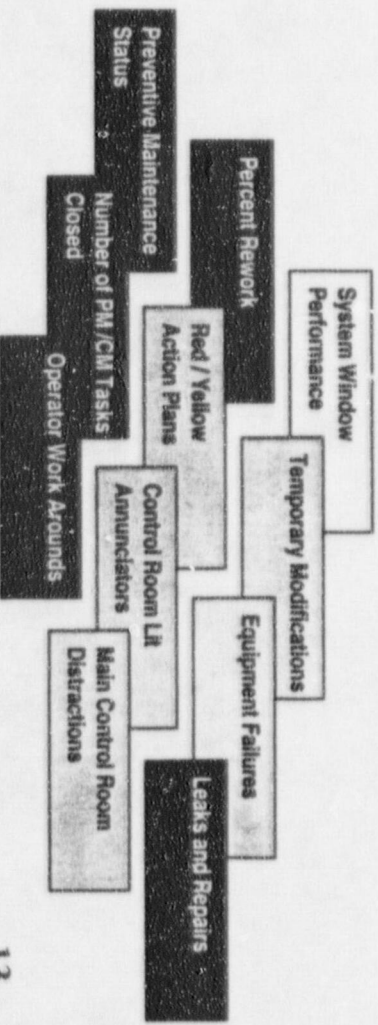 System Window
Performance
Temporary Modifications
Equipment Failures
Leaks and Repairs
Percent Rework
Red / Yellow
Action Plans
Control Room Lit
Annunciators
Main Control Room
Distractions
Preventive Maintenance
Status
Number of PM /CM Tasks
Closed
Operator Work Arounds